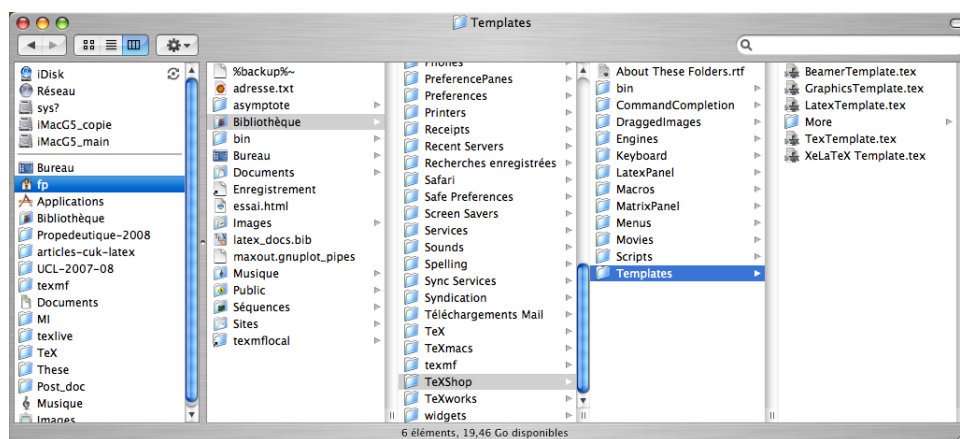 Templates
iDisk
Réseau
sys?
iMacG5_copie
iMacG5_main
Bureau
fp
Applications
Bibliothèque
Propedeutique-2008
articles-cuk-latex
UCL-2007-08
texmf
Documents
MI
texlive
TeX
These
Post_doc
Musique
Images
%backup%~
adresse.txt
asymptote
Bibliothèque
bin
Bureau
Documents
Enregistrement
essai.html
Images
latex_docs.bib
maxout.gnuplot_pipes
Musique
Public
Séquences
Sites
texmflocal
Phones
PreferencePanes
Preferences
Printers
Receipts
Recent Servers
Recherches enregistrées
Safari
Safe Preferences
Screen Savers
Services
Sounds
Spelling
Sync Services
Syndication
Téléchargements Mail
TeX
TeXmacs
texmf
TeXShop
TeXworks
widgets
About These Folders.rtf
bin
CommandCompletion
DraggedImages
Engines
Keyboard
LatexPanel
Macros
MatrixPanel
Menus
Movies
Scripts
Templates
BeamerTemplate.tex
GraphicsTemplate.tex
LatexTemplate.tex
More
TexTemplate.tex
XeLaTeX Template.tex
6 éléments, 19,46 Go disponibles